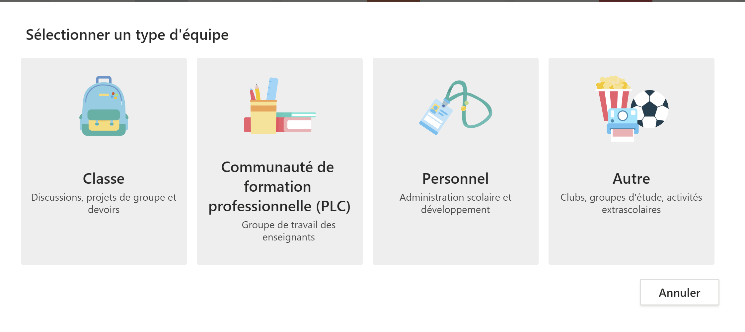 Sélectionner un type d'équipe
Classe
Discussions, projets de groupe et
devoirs
Communauté de
formation
professionnelle (PLC)
Groupe de travail des
enseignants
Personnel
Administration scolaire et
développement
Autre
Clubs, groupes d'étude, activités
extrascolaires
Annuler